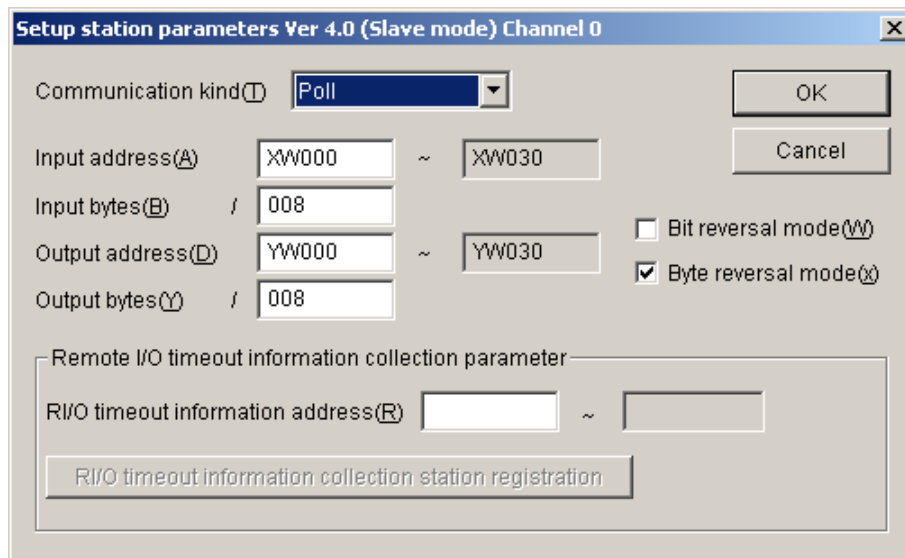 Setup station parameters Ver 4.0 (Slave mode) Channel 0
Communication kind(T) Poll
OK
Input address(A) XW000 ~ XW030
Cancel
Input bytes(B) / 008
Bit reversal mode(W)
Output address(D) YW000 ~ YW030
Byte reversal mode(x)
Output bytes(Y) / 008
Remote I/O timeout information collection parameter
RI/O timeout information address(R) ~
RI/O timeout information collection station registration